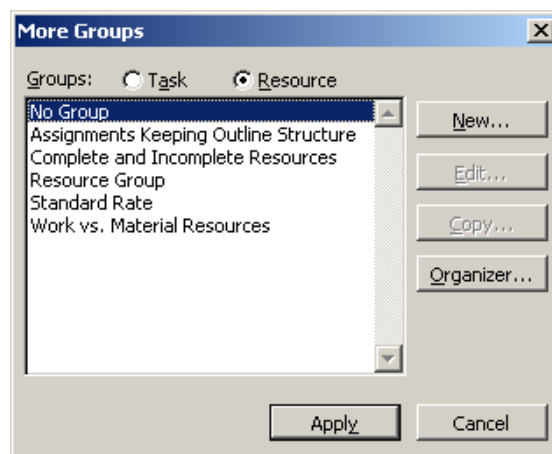 More Groups
Groups: Task Resource
No Group
Assignments Keeping Outline Structure
Complete and Incomplete Resources
Resource Group
Standard Rate
Work vs. Material Resources
New...
Edit...
Copy...
Organizer...
Apply Cancel